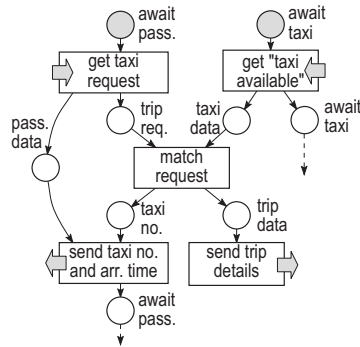 await
pass.
await
taxi
get taxi
request
get "taxi
available"
pass.
data
trip
req.
taxi
data
await
taxi
match
request
taxi
no.
trip
data
send taxi no.
and arr. time
send trip
details
await
pass.